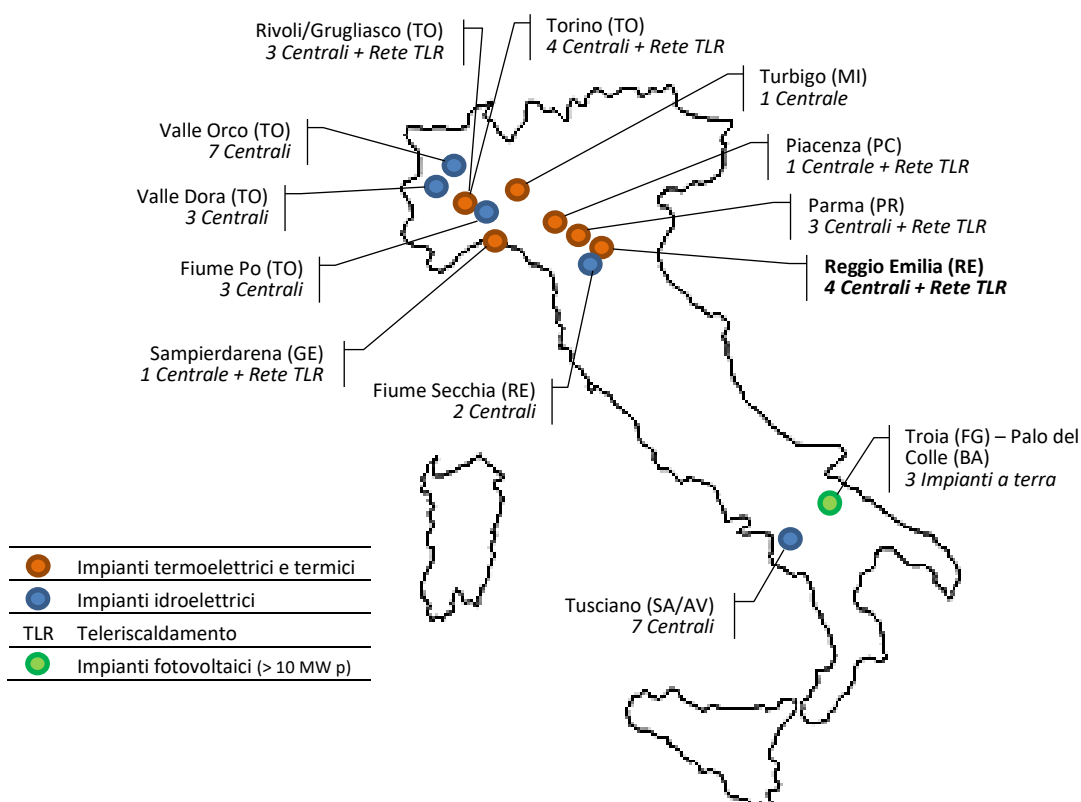 Rivoli/Grugliasco (TO)
3 Centrali + Rete TLR
Torino (TO)
4 Centrali + Rete TLR
Turbigo (MI)
1 Centrale
Valle Orco (TO)
7 Centrali
Piacenza (PC)
1 Centrale + Rete TLR
Valle Dora (TO)
3 Centrali
Parma (PR)
3 Centrali + Rete TLR
Fiume Po (TO)
3 Centrali
Reggio Emilia (RE)
4 Centrali + Rete TLR
Sampierdarena (GE)
1 Centrale + Rete TLR
Fiume Secchia (RE)
2 Centrali
Troia (FG) – Palo del
Colle (BA)
3 Impianti a terra
Tusciano (SA/AV)
7 Centrali
Impianti termoelettrici e termici
Impianti idroelettrici
TLR Teleriscaldamento
Impianti fotovoltaici (> 10 MW p)